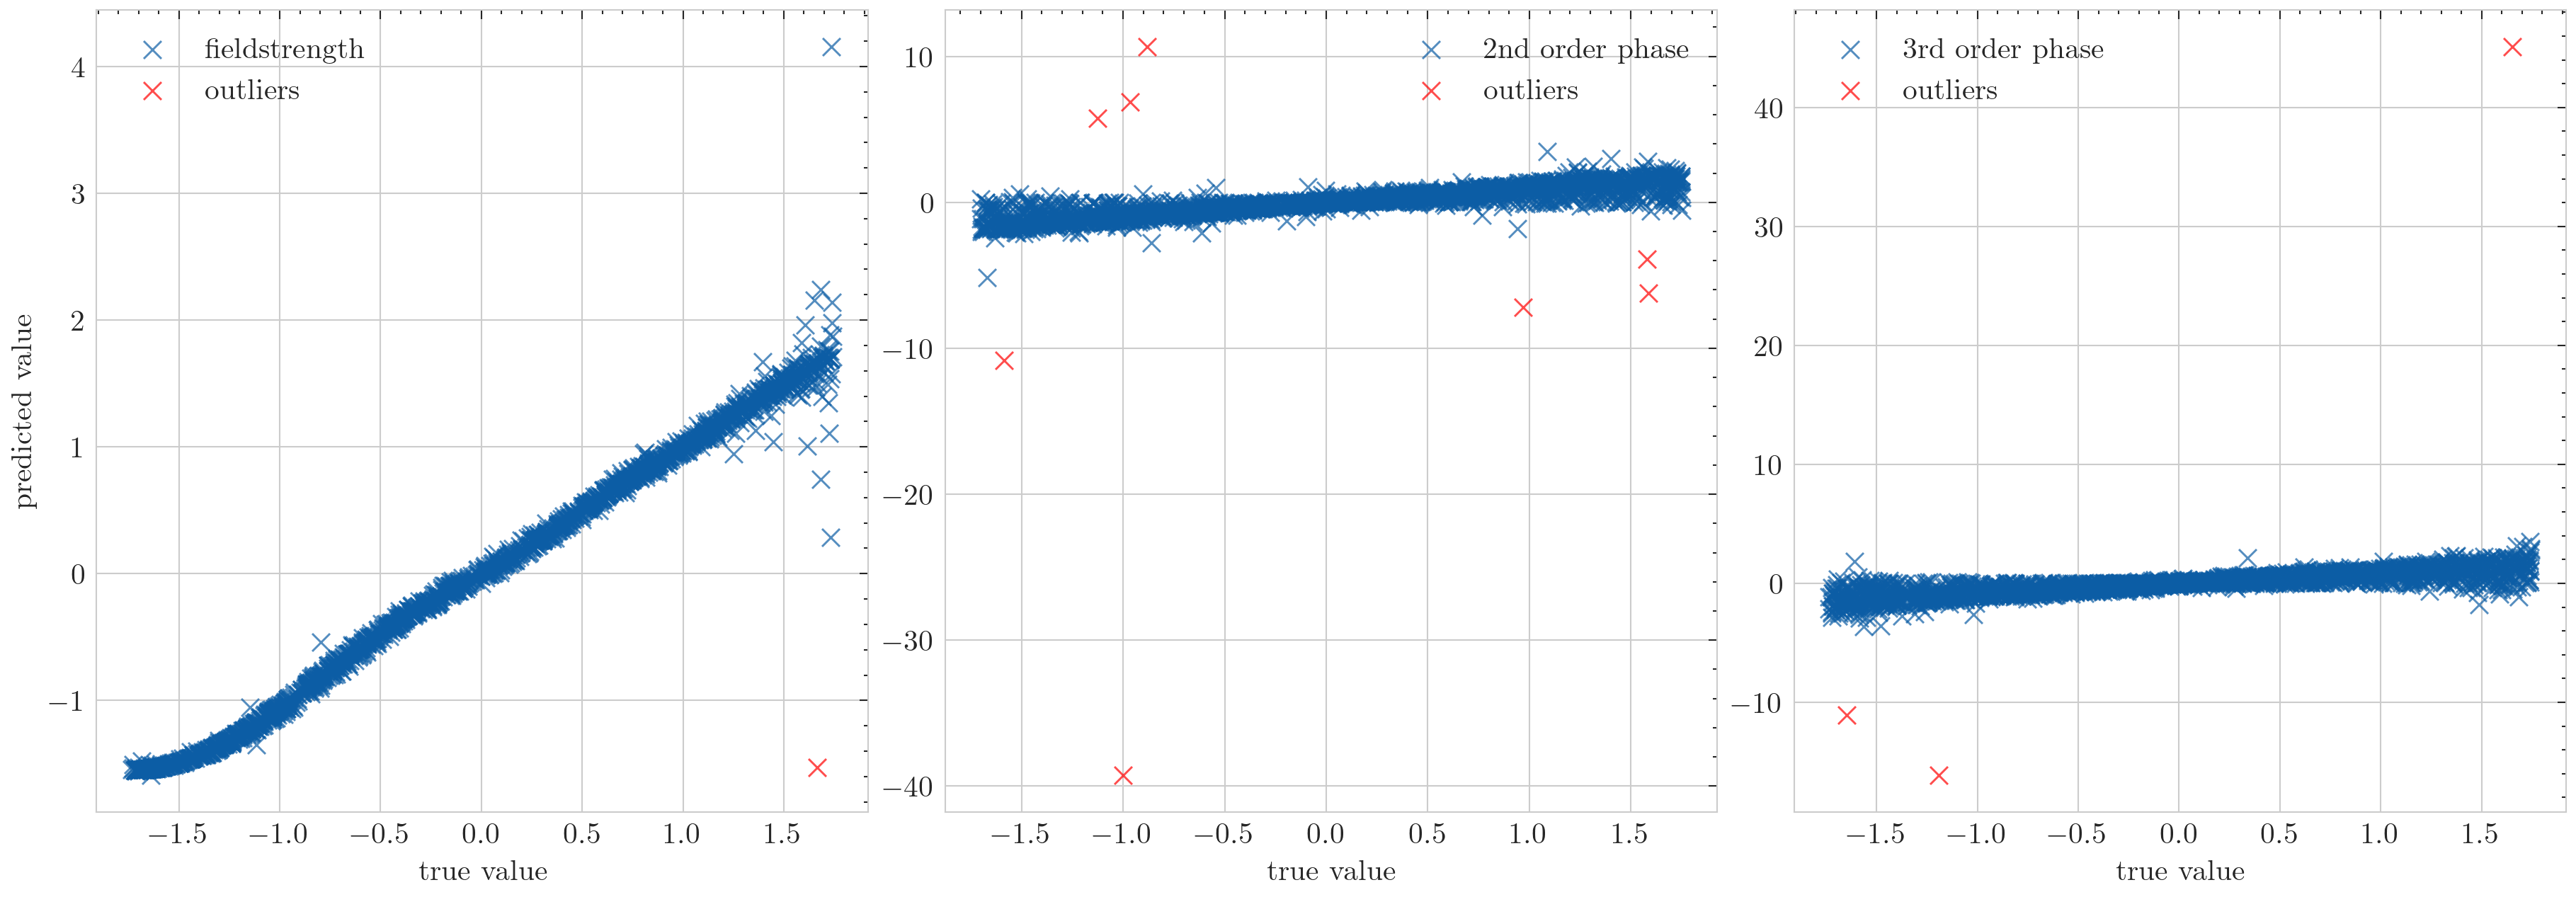 fieldstrength
outliers
4
3
2
1
0
−1
predicted value
−1.5 −1.0 −0.5 0.0 0.5 1.0 1.5
true value
2nd order phase
outliers
10
0
−10
−20
−30
−40
−1.5 −1.0 −0.5 0.0 0.5 1.0 1.5
true value
3rd order phase
outliers
40
30
20
10
0
−10
−1.5 −1.0 −0.5 0.0 0.5 1.0 1.5
true value